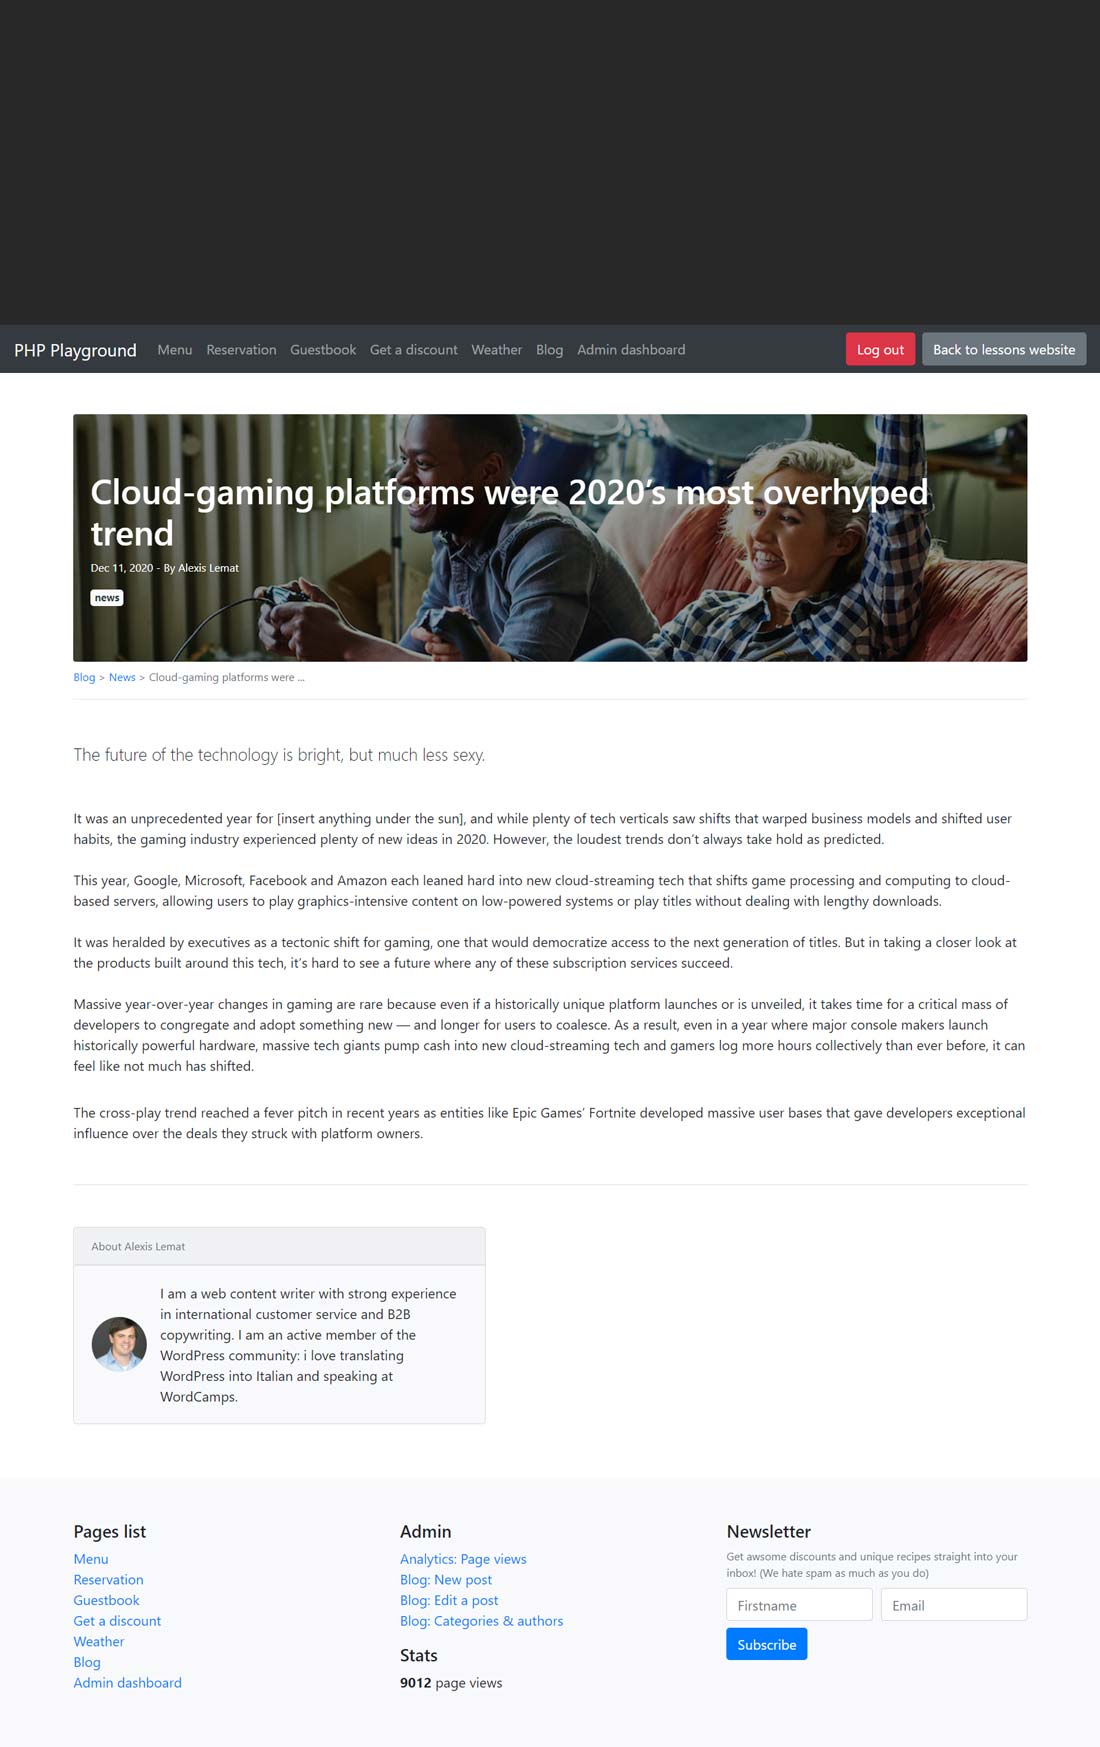 PHP Playground Menu Reservation Guestbook Get a discount Weather Blog Admin dashboard Log out Back to lessons website
Cloud-gaming platforms were 2020’s most overhyped
trend
Dec 11, 2020 - By Alexis Lemat
news
Blog > News > Cloud-gaming platforms were ...
The future of the technology is bright, but much less sexy.
It was an unprecedented year for [insert anything under the sun], and while plenty of tech verticals saw shifts that warped business models and shifted user
habits, the gaming industry experienced plenty of new ideas in 2020. However, the loudest trends don’t always take hold as predicted.
This year, Google, Microsoft, Facebook and Amazon each leaned hard into new cloud-streaming tech that shifts game processing and computing to cloud-
based servers, allowing users to play graphics-intensive content on low-powered systems or play titles without dealing with lengthy downloads.
It was heralded by executives as a tectonic shift for gaming, one that would democratize access to the next generation of titles. But in taking a closer look at
the products built around this tech, it’s hard to see a future where any of these subscription services succeed.
Massive year-over-year changes in gaming are rare because even if a historically unique platform launches or is unveiled, it takes time for a critical mass of
developers to congregate and adopt something new — and longer for users to coalesce. As a result, even in a year where major console makers launch
historically powerful hardware, massive tech giants pump cash into new cloud-streaming tech and gamers log more hours collectively than ever before, it can
feel like not much has shifted.
The cross-play trend reached a fever pitch in recent years as entities like Epic Games’ Fortnite developed massive user bases that gave developers exceptional
influence over the deals they struck with platform owners.
About Alexis Lemat
I am a web content writer with strong experience
in international customer service and B2B
copywriting. I am an active member of the
WordPress community: i love translating
WordPress into Italian and speaking at
WordCamps.
Pages list
Menu
Reservation
Guestbook
Get a discount
Weather
Blog
Admin dashboard
Admin
Analytics: Page views
Blog: New post
Blog: Edit a post
Blog: Categories & authors
Stats
9012 page views
Newsletter
Get awsome discounts and unique recipes straight into your
inbox! (We hate spam as much as you do)
Firstname Email
Subscribe